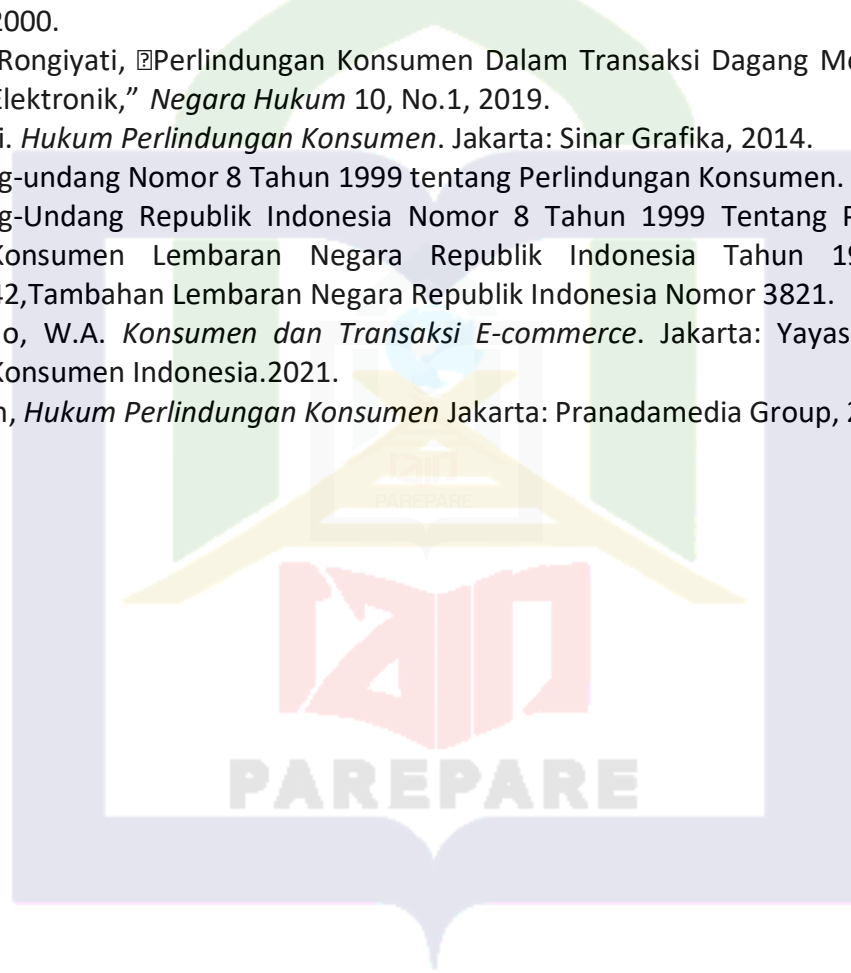 2000.
Rongiyati, Perlindungan Konsumen Dalam Transaksi Dagang Me
Elektronik,” Negara Hukum 10, No.1, 2019.
i. Hukum Perlindungan Konsumen. Jakarta: Sinar Grafika, 2014.
g-undang Nomor 8 Tahun 1999 tentang Perlindungan Konsumen.
g-Undang Republik Indonesia Nomor 8 Tahun 1999 Tentang P
Konsumen Lembaran Negara Republik Indonesia Tahun 19
42,Tambahan Lembaran Negara Republik Indonesia Nomor 3821.
o, W.A. Konsumen dan Transaksi E-commerce. Jakarta: Yayas
Konsumen Indonesia.2021.
n, Hukum Perlindungan Konsumen Jakarta: Pranadamedia Group, 2
PAREPARE
PAREPARE